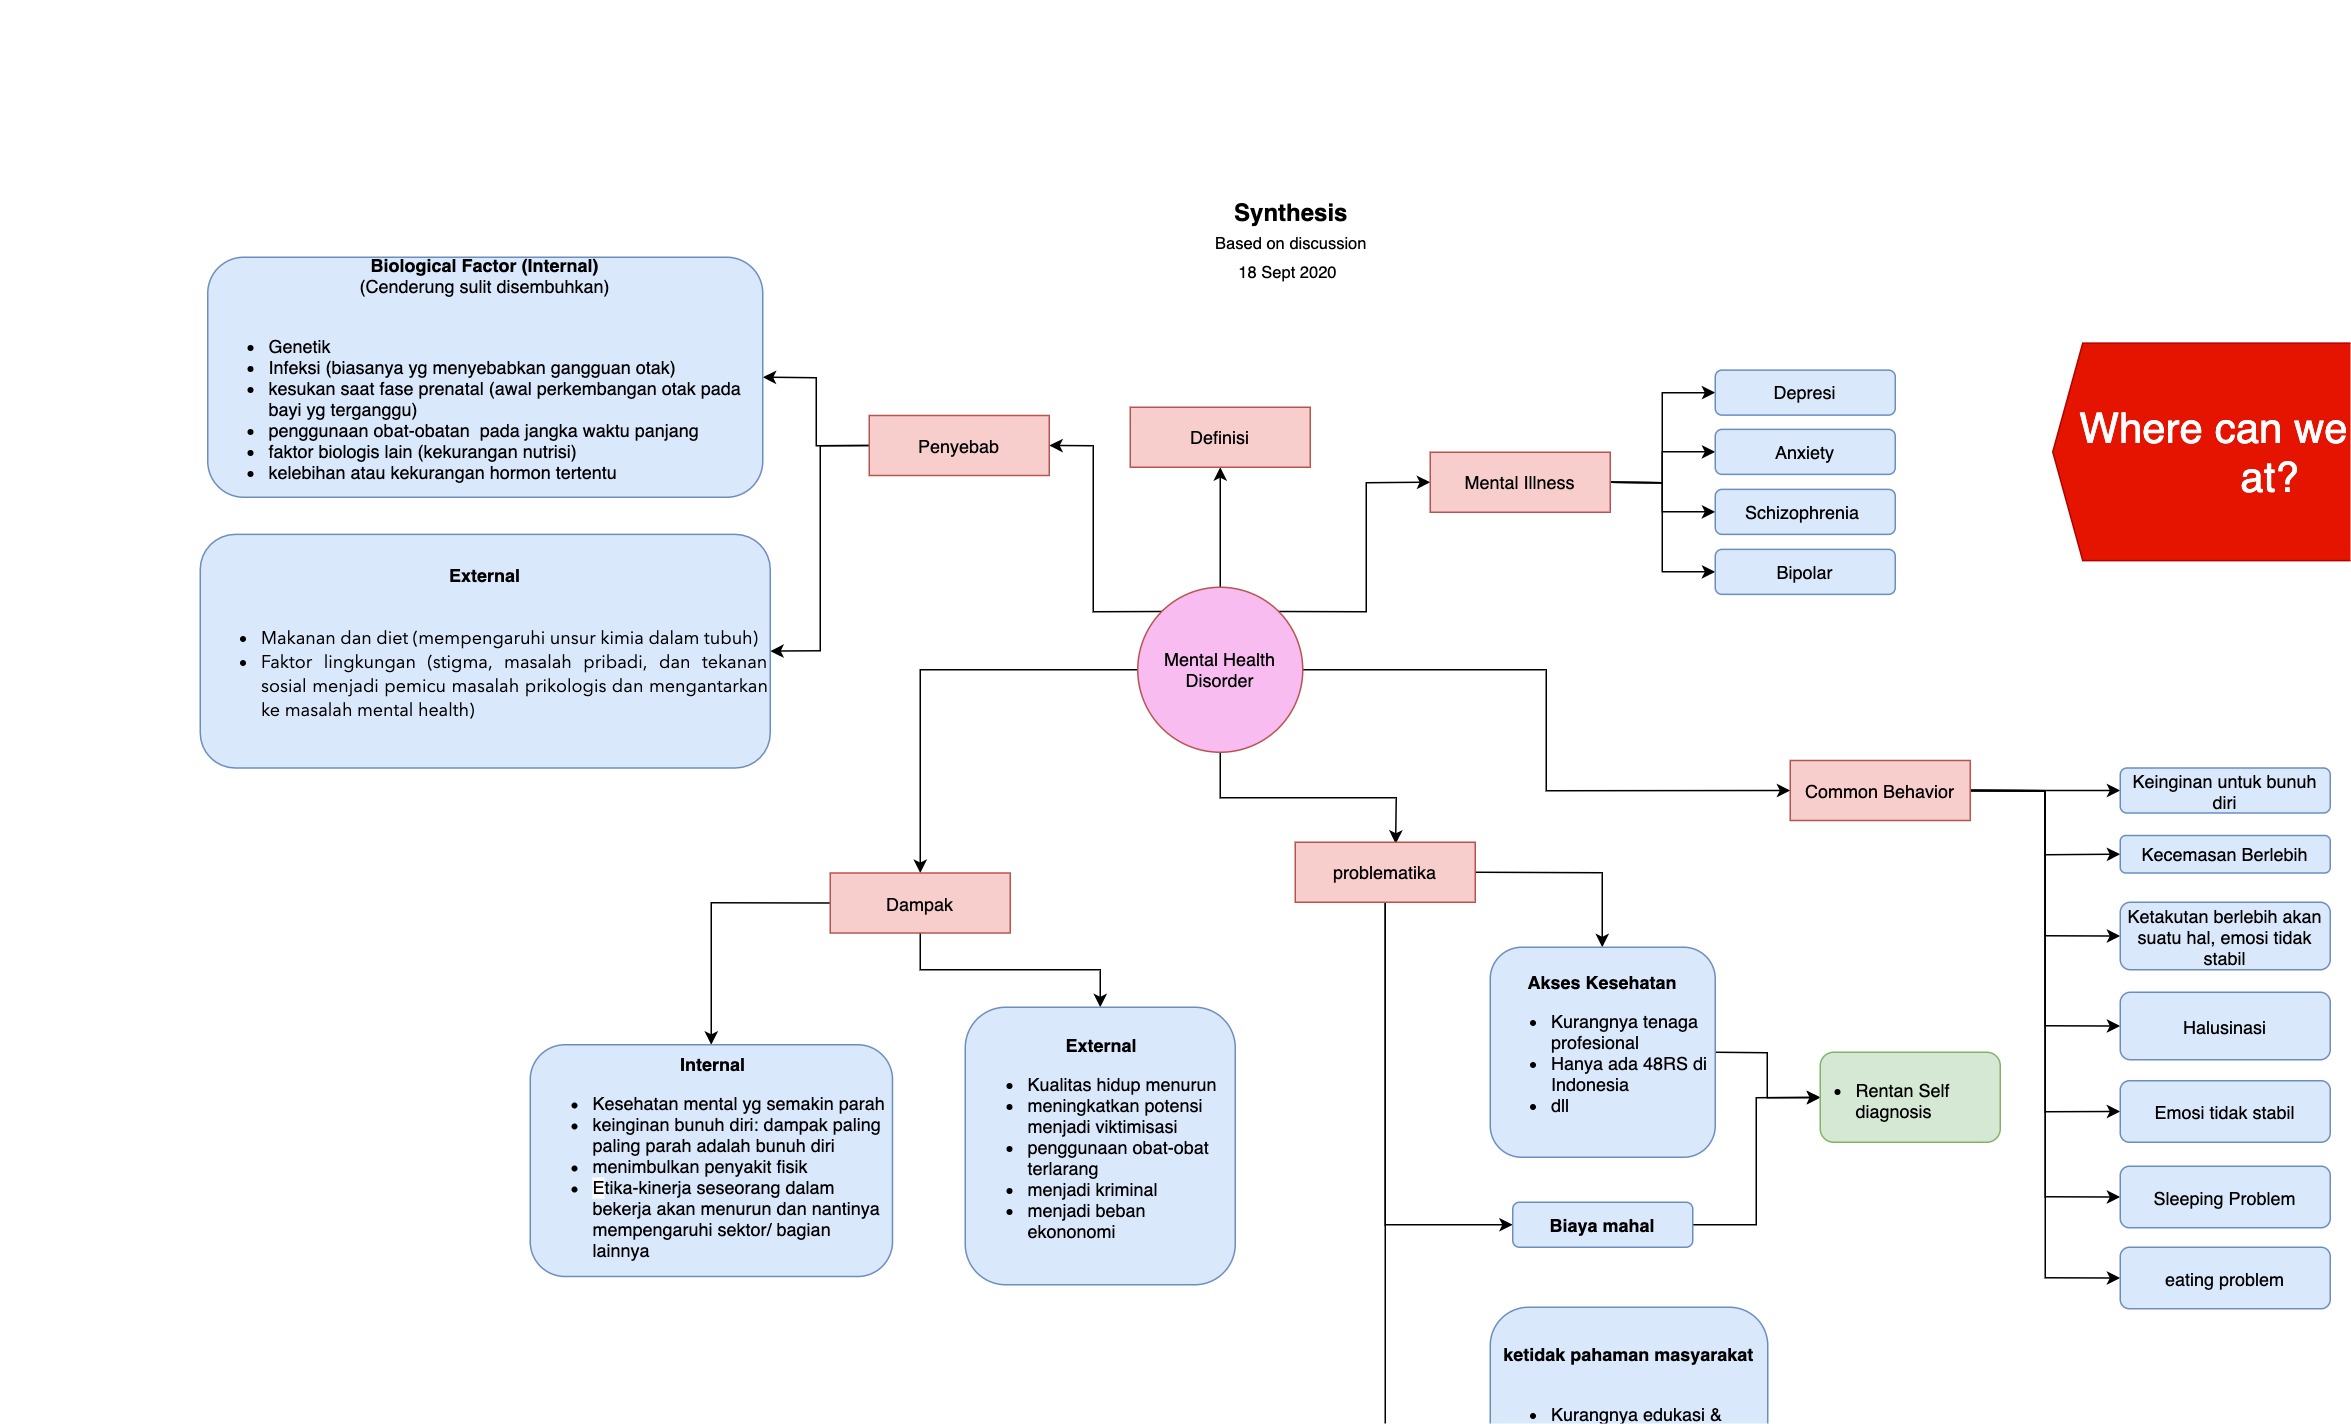 Synthesis
Based on discussion
18 Sept 2020
Biological Factor (Internal)
(Cenderung sulit disembuhkan)
• Genetik
• Infeksi (biasanya yg menyebabkan gangguan otak)
• kesukan saat fase prenatal (awal perkembangan otak pada
bayi yg terganggu)
• penggunaan obat-obatan  pada jangka waktu panjang
• faktor biologis lain (kekurangan nutrisi)
• kelebihan atau kekurangan hormon tertentu
External
• Makanan dan diet (mempengaruhi unsur kimia dalam tubuh)
• Faktor lingkungan (stigma, masalah pribadi, dan tekanan
sosial menjadi pemicu masalah prikologis dan mengantarkan
ke masalah mental health)
Penyebab
Definisi
Mental Illness
Depresi
Anxiety
Schizophrenia
Bipolar
Where can we
at?
Mental Health
Disorder
Common Behavior
Keinginan untuk bunuh
diri
Kecemasan Berlebih
Ketakutan berlebih akan
suatu hal, emosi tidak
stabil
Halusinasi
Emosi tidak stabil
Sleeping Problem
eating problem
Dampak
Internal
• Kesehatan mental yg semakin parah
• keinginan bunuh diri: dampak paling
paling parah adalah bunuh diri
• menimbulkan penyakit fisik
• Etika-kinerja seseorang dalam
bekerja akan menurun dan nantinya
mempengaruhi sektor/ bagian
lainnya
External
• Kualitas hidup menurun
• meningkatkan potensi
menjadi viktimisasi
• penggunaan obat-obat
terlarang
• menjadi kriminal
• menjadi beban
ekononomi
problematika
Akses Kesehatan
• Kurangnya tenaga
profesional
• Hanya ada 48RS di
Indonesia
• dll
• Rentan Self
diagnosis
Biaya mahal
ketidak pahaman masyarakat
• Kurangnya edukasi &